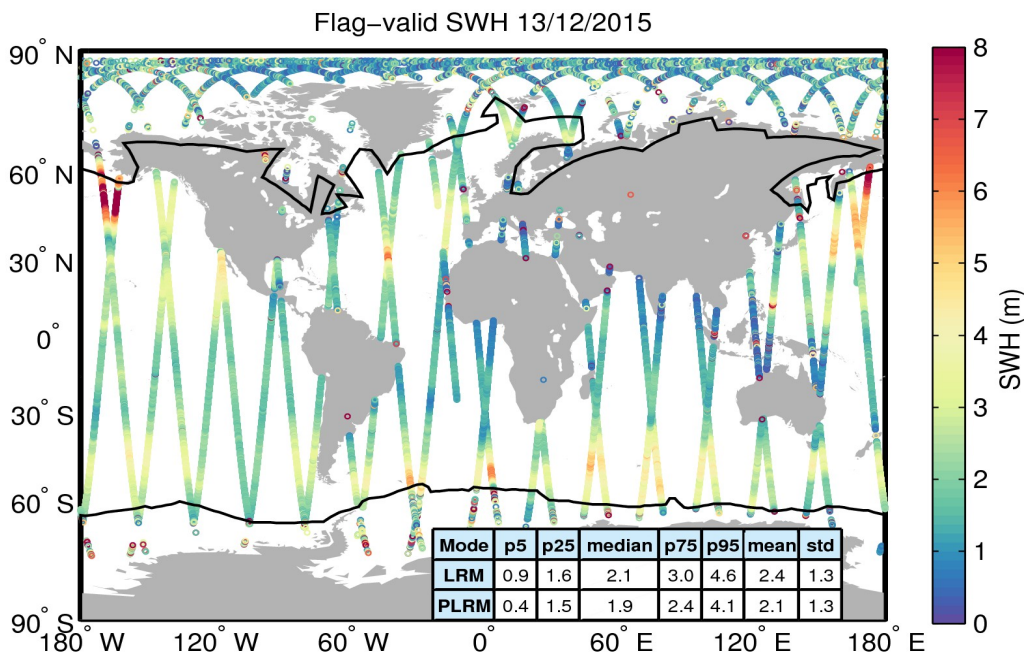 Flag−valid SWH 13/12/2015
90° N
60° N
30° N
0°
30° S
60° S
90° S
180° W
120° W
60° W
0°
60° E
120° E
180° E
Mode p5 p25 median p75 p95 mean std
LRM 0.9 1.6 2.1 3.0 4.6 2.4 1.3
PLRM 0.4 1.5 1.9 2.4 4.1 2.1 1.3
8
7
6
5
4
3
2
1
0
SWH (m)